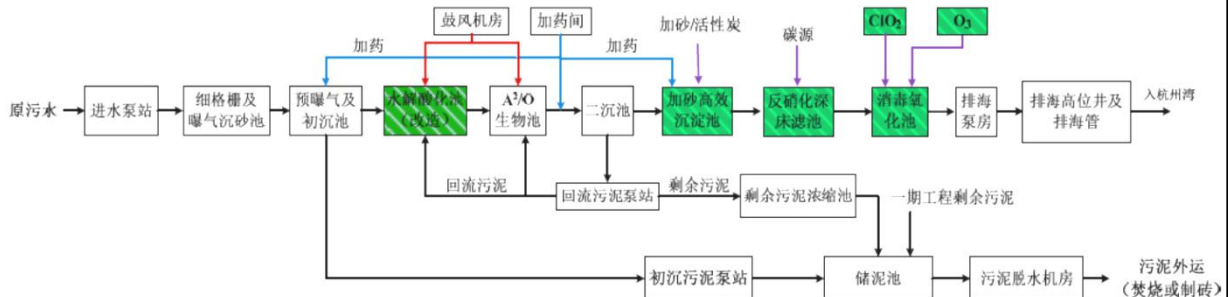 鼓风机房
加药间
加砂/活性炭
碳源
ClO₂
O₃
加药
加药
原污水
进水泵站
细格栅及
曝气沉砂池
预曝气及
初沉池
水解酸化池
（改造）
A²/O
生物池
二沉池
加砂高效
沉淀池
反硝化深
床滤池
消毒氧
化池
排海
泵房
排海高位井及
排海管
入杭州湾
回流污泥
回流污泥泵站
剩余污泥
剩余污泥浓缩池
一期工程剩余污泥
初沉污泥泵站
储泥池
污泥脱水机房
污泥外运
（焚烧或制砖）